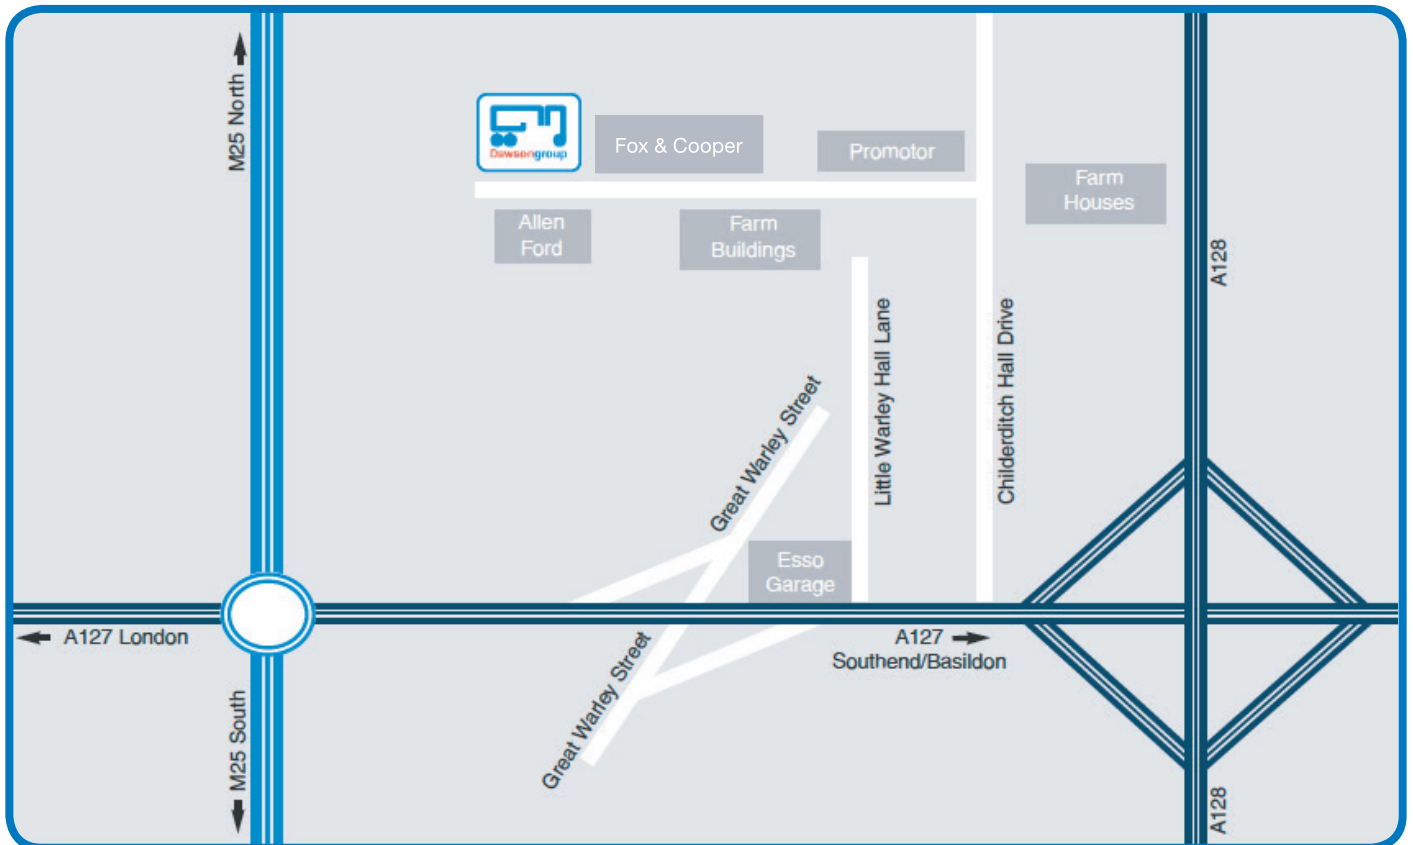 M25 North
Dawsongroup
Fox & Cooper
Promotor
Farm
Houses
Allen
Ford
Farm
Buildings
A128
Little Warley Hall Lane
Childerditch Hall Drive
Great Warley Street
Esso
Garage
A127 London
A127
Southend/Basildon
Great Warley Street
M25 South
A128